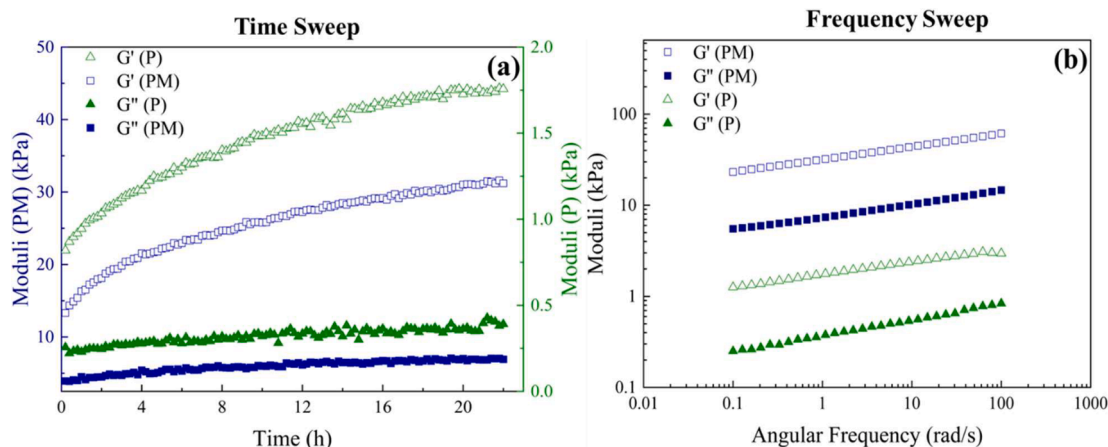 Time Sweep
50
40
30
20
10
Moduli (PM) (kPa)
2.0
1.5
1.0
0.5
0.0
Moduli (P) (kPa)
(a)
G' (P)
G' (PM)
G" (P)
G" (PM)
0 4 8 12 16 20
Time (h)
Frequency Sweep
(b)
G' (PM)
G" (PM)
G' (P)
G" (P)
100
10
1
0.1
Moduli (kPa)
0.01 0.1 1 10 100 1000
Angular Frequency (rad/s)